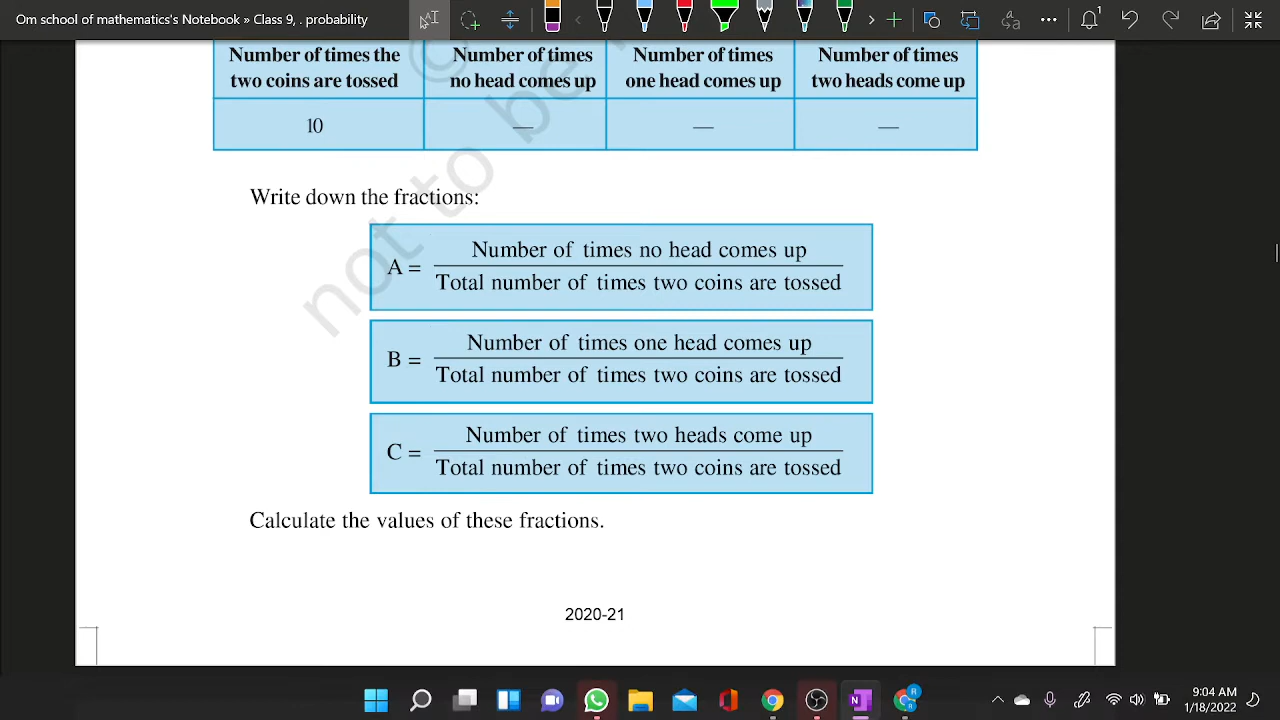 Om school of mathematics's Notebook » Class 9, . probability
Number of times the
two coins are tossed
Number of times
no head comes up
Number of times
one head comes up
Number of times
two heads come up
10
—
—
—
not to be
Write down the fractions:
A =
Number of times no head comes up
Total number of times two coins are tossed
B =
Number of times one head comes up
Total number of times two coins are tossed
C =
Number of times two heads come up
Total number of times two coins are tossed
Calculate the values of these fractions.
2020-21
9:04 AM
1/18/2022